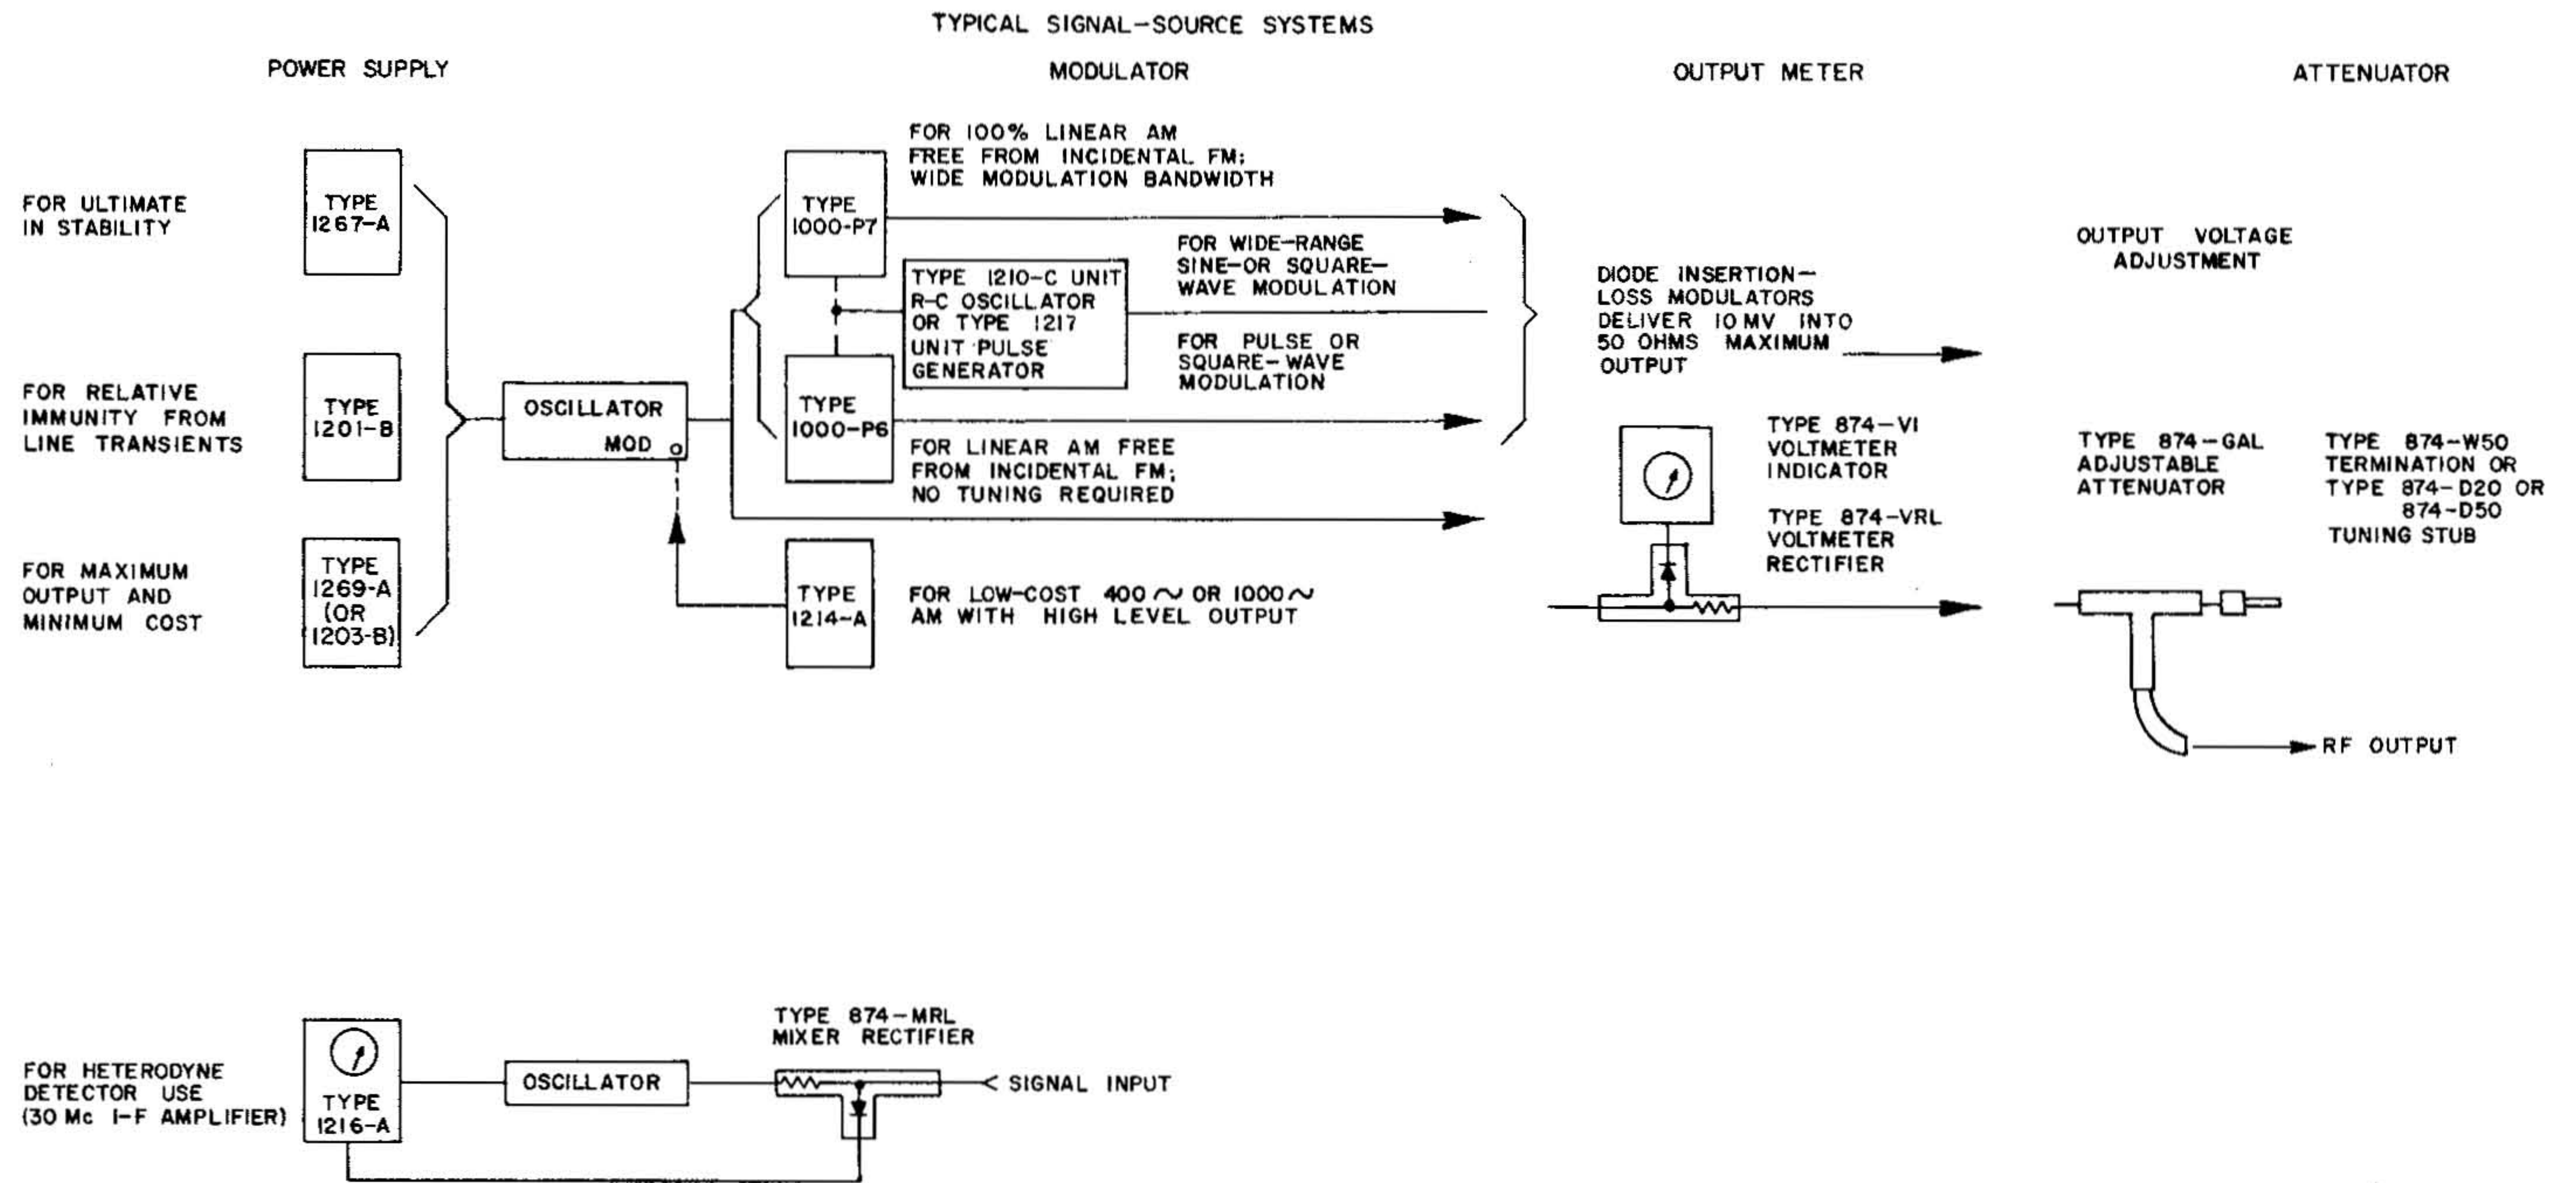 TYPICAL SIGNAL-SOURCE SYSTEMS
POWER SUPPLY
MODULATOR
OUTPUT METER
ATTENUATOR
FOR ULTIMATE
IN STABILITY
TYPE
1267-A
FOR RELATIVE
IMMUNITY FROM
LINE TRANSIENTS
TYPE
1201-B
FOR MAXIMUM
OUTPUT AND
MINIMUM COST
TYPE
1269-A
(OR
1203-B)
OSCILLATOR
MOD
TYPE
1000-P7
FOR 100% LINEAR AM
FREE FROM INCIDENTAL FM;
WIDE MODULATION BANDWIDTH
TYPE 1210-C UNIT
R-C OSCILLATOR
OR TYPE 1217
UNIT PULSE
GENERATOR
FOR WIDE-RANGE
SINE-OR SQUARE-
WAVE MODULATION
FOR PULSE OR
SQUARE-WAVE
MODULATION
TYPE
1000-P6
FOR LINEAR AM FREE
FROM INCIDENTAL FM;
NO TUNING REQUIRED
TYPE
1214-A
FOR LOW-COST 400 ~ OR 1000 ~
AM WITH HIGH LEVEL OUTPUT
DIODE INSERTION-
LOSS MODULATORS
DELIVER 10 MV INTO
50 OHMS MAXIMUM
OUTPUT
TYPE 874-VI
VOLTMETER
INDICATOR
TYPE 874-VRL
VOLTMETER
RECTIFIER
OUTPUT VOLTAGE
ADJUSTMENT
TYPE 874-GAL
ADJUSTABLE
ATTENUATOR
TYPE 874-W50
TERMINATION OR
TYPE 874-D20 OR
874-D50
TUNING STUB
RF OUTPUT
FOR HETERODYNE
DETECTOR USE
(30 Mc I-F AMPLIFIER)
TYPE
1216-A
OSCILLATOR
TYPE 874-MRL
MIXER RECTIFIER
SIGNAL INPUT